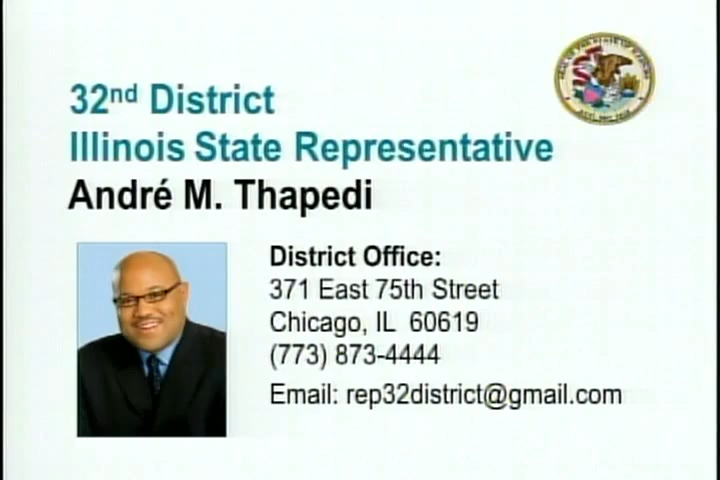 32nd District
Illinois State Representative
André M. Thapedi
District Office:
371 East 75th Street
Chicago, IL 60619
(773) 873-4444
Email: rep32district@gmail.com